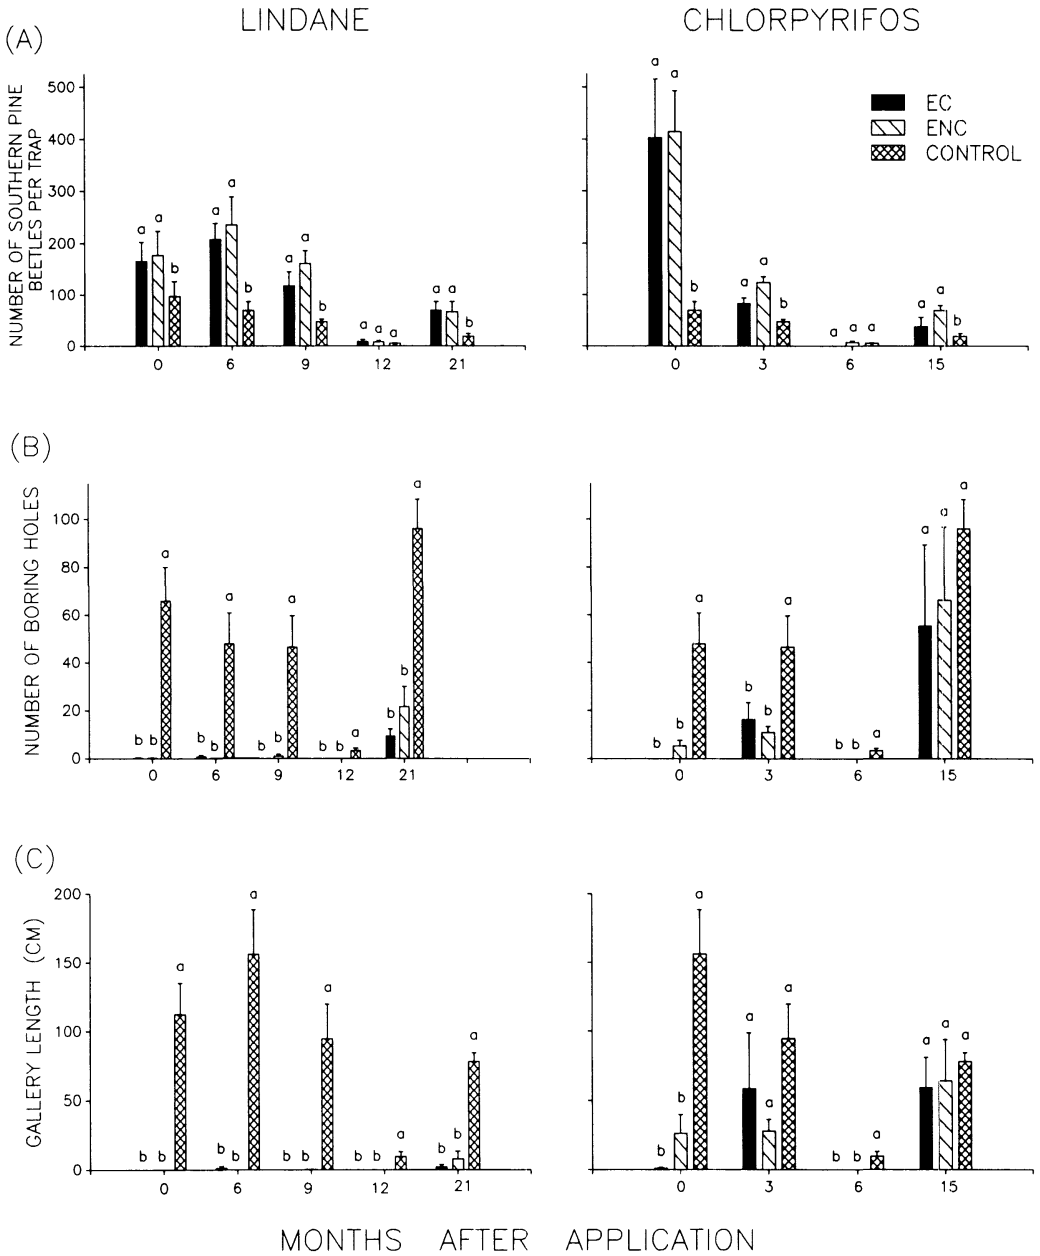 LINDANE
CHLORPYRIFOS
(A)
NUMBER OF SOUTHERN PINE
BEETLES PER TRAP
500
400
300
200
100
0
a a b
a a b
a a b
a a a
a a b
0 6 9 12 21
a a b
a a b
a a a
a a b
0 3 6 15
EC
ENC
CONTROL
(B)
NUMBER OF BORING HOLES
100
80
60
40
20
0
b b a
b b a
b b a
b b a
b b a
0 6 9 12 21
b b a
b b a
b b a
a a a
0 3 6 15
(C)
GALLERY LENGTH (CM)
200
150
100
50
0
b b a
b b a
b b a
b b a
b b a
0 6 9 12 21
b b a
a a a
b b a
a a a
0 3 6 15
MONTHS AFTER APPLICATION